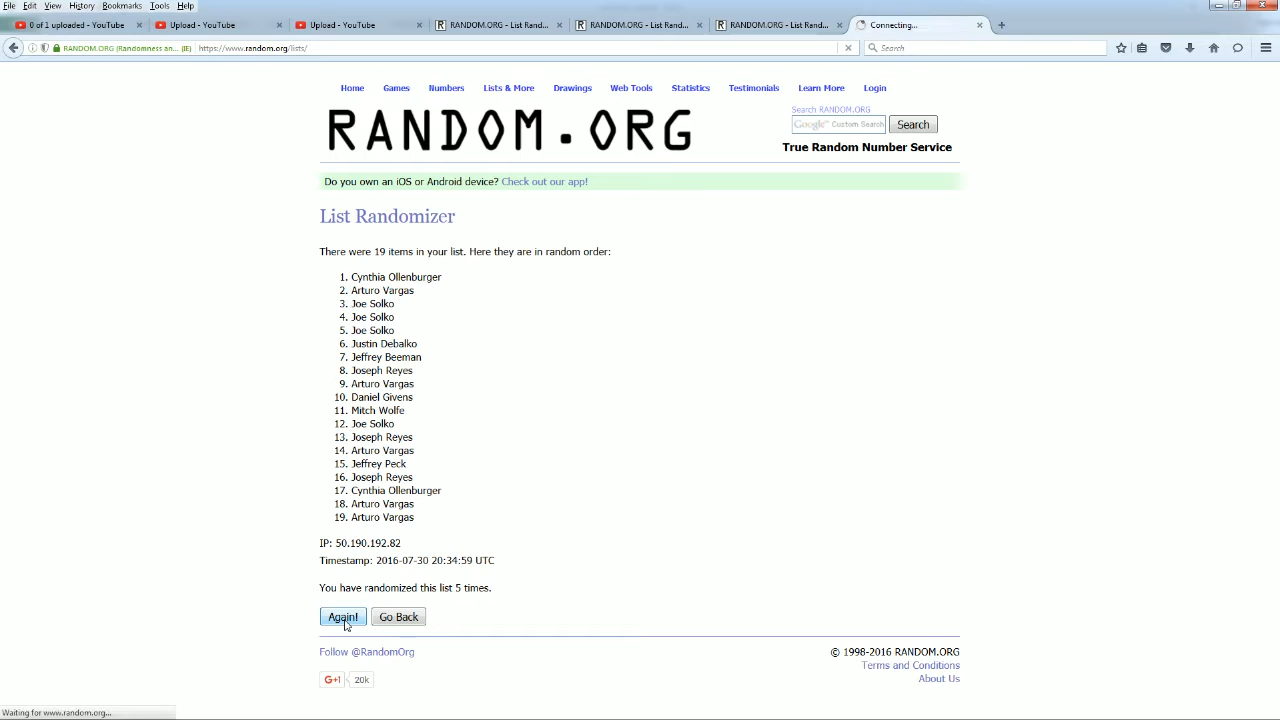 File Edit View History Bookmarks Tools Help
0 of 1 uploaded - YouTube
Upload - YouTube
Upload - YouTube
RANDOM.ORG - List Rand...
RANDOM.ORG - List Rand...
RANDOM.ORG - List Rand...
Connecting...
RANDOM.ORG (Randomness an... (IE) https://www.random.org/lists/
Search
Home Games Numbers Lists & More Drawings Web Tools Statistics Testimonials Learn More Login
Search RANDOM.ORG
RANDOM.ORG
Google™ Custom Search Search
True Random Number Service
Do you own an iOS or Android device? Check out our app!
List Randomizer
There were 19 items in your list. Here they are in random order:
1. Cynthia Ollenburger
2. Arturo Vargas
3. Joe Solko
4. Joe Solko
5. Joe Solko
6. Justin Debalko
7. Jeffrey Beeman
8. Joseph Reyes
9. Arturo Vargas
10. Daniel Givens
11. Mitch Wolfe
12. Joe Solko
13. Joseph Reyes
14. Arturo Vargas
15. Jeffrey Peck
16. Joseph Reyes
17. Cynthia Ollenburger
18. Arturo Vargas
19. Arturo Vargas
IP: 50.190.192.82
Timestamp: 2016-07-30 20:34:59 UTC
You have randomized this list 5 times.
Again! Go Back
Follow @RandomOrg
© 1998-2016 RANDOM.ORG
Terms and Conditions
G+1 20k
About Us
Waiting for www.random.org...